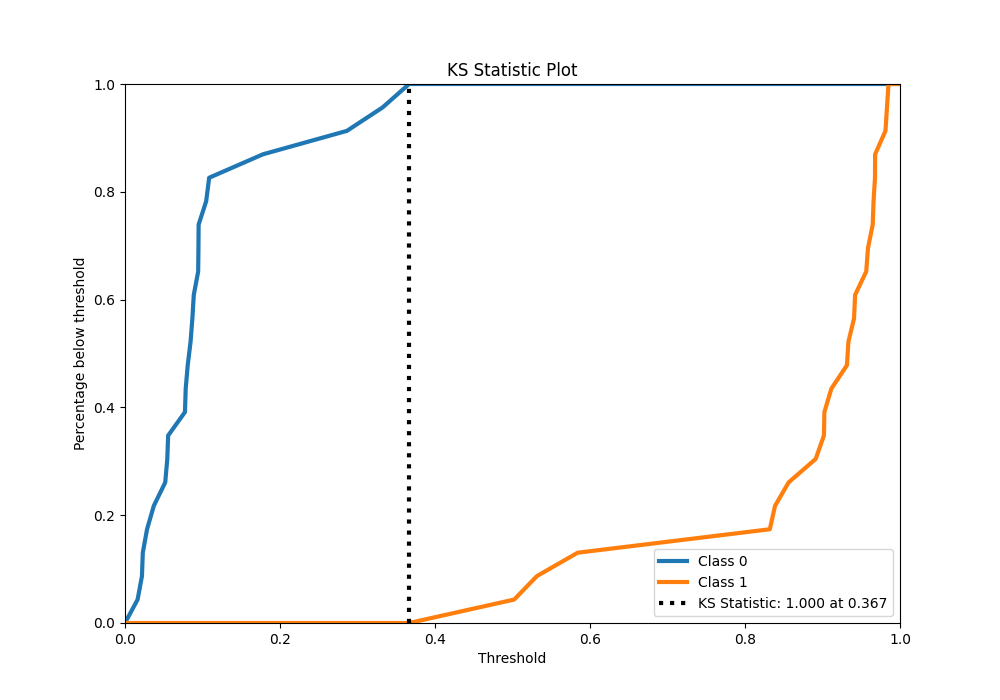 KS Statistic Plot
1.0
0.8
0.6
0.4
0.2
0.0
Percentage below threshold
0.0 0.2 0.4 0.6 0.8 1.0
Threshold
Class 0
Class 1
KS Statistic: 1.000 at 0.367